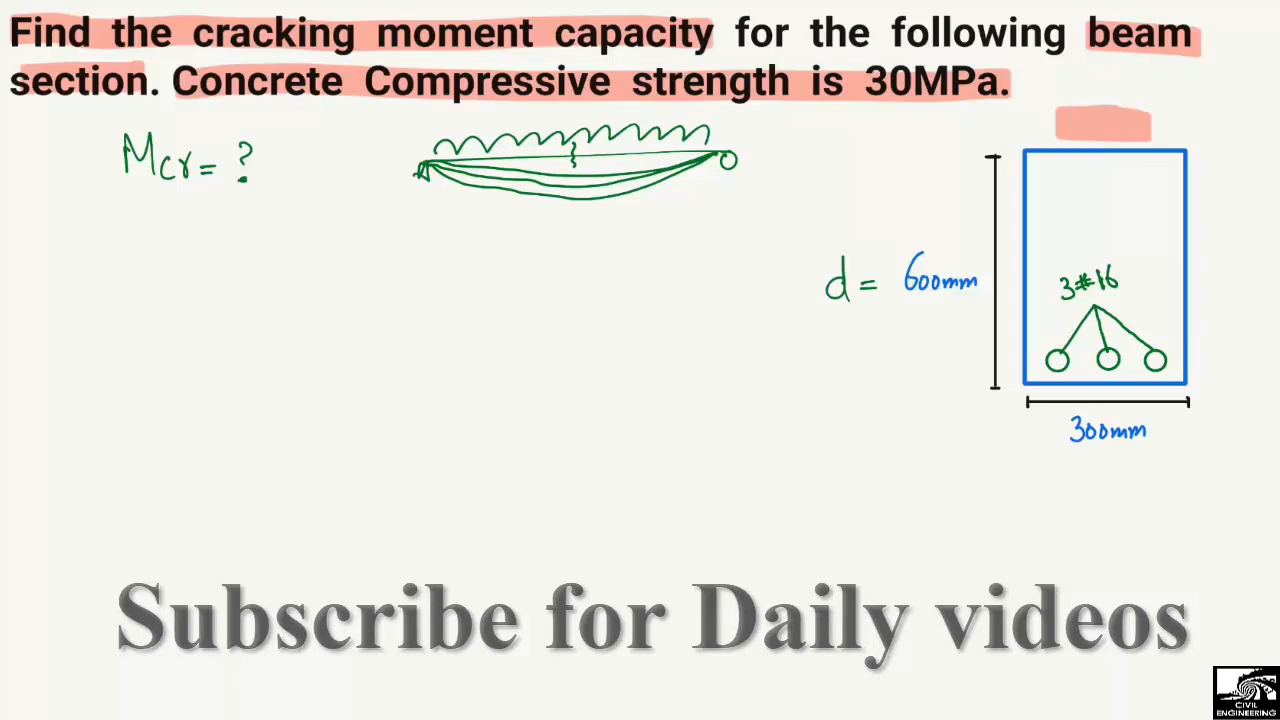 Find the cracking moment capacity for the following beam
section. Concrete Compressive strength is 30MPa.
Mcr = ?
d = 600mm
3#16
300mm
Subscribe for Daily videos
CIVIL
ENGINEERING